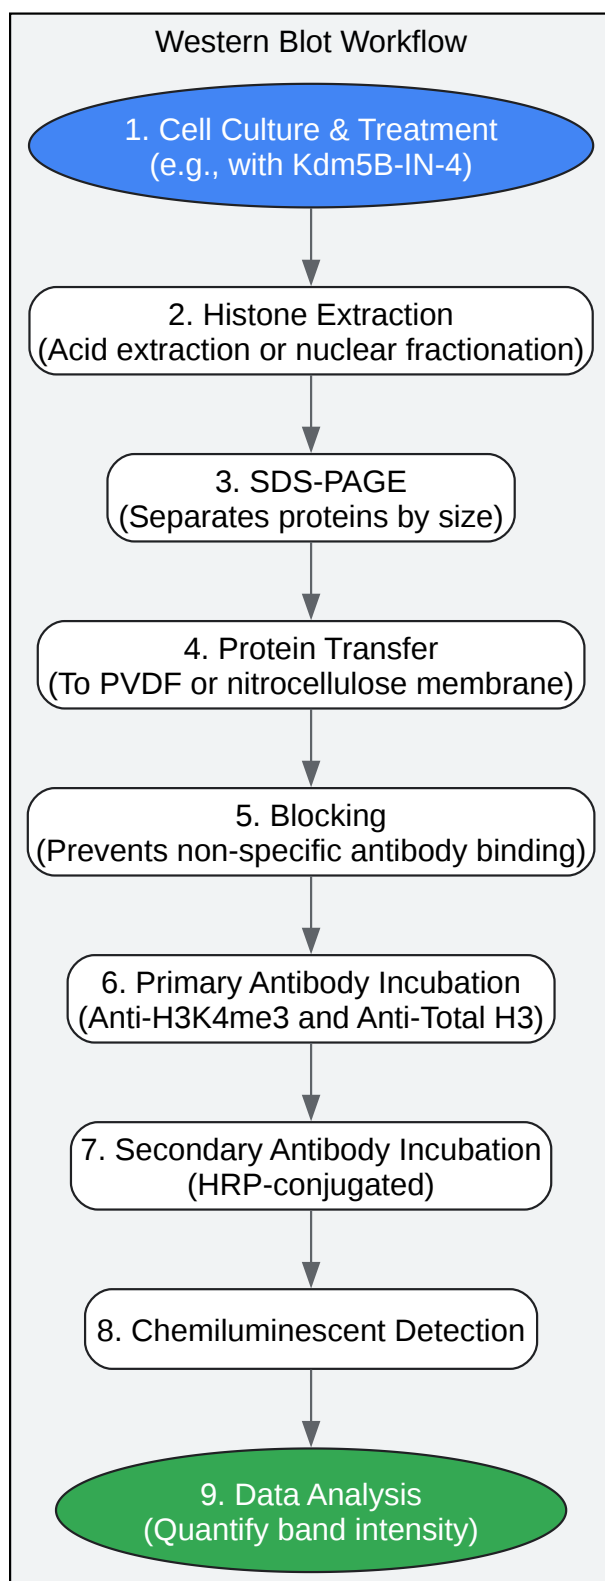 Western Blot Workflow
1. Cell Culture & Treatment
(e.g., with Kdm5B-IN-4)
2. Histone Extraction
(Acid extraction or nuclear fractionation)
3. SDS-PAGE
(Separates proteins by size)
4. Protein Transfer
(To PVDF or nitrocellulose membrane)
5. Blocking
(Prevents non-specific antibody binding)
6. Primary Antibody Incubation
(Anti-H3K4me3 and Anti-Total H3)
7. Secondary Antibody Incubation
(HRP-conjugated)
8. Chemiluminescent Detection
9. Data Analysis
(Quantify band intensity)